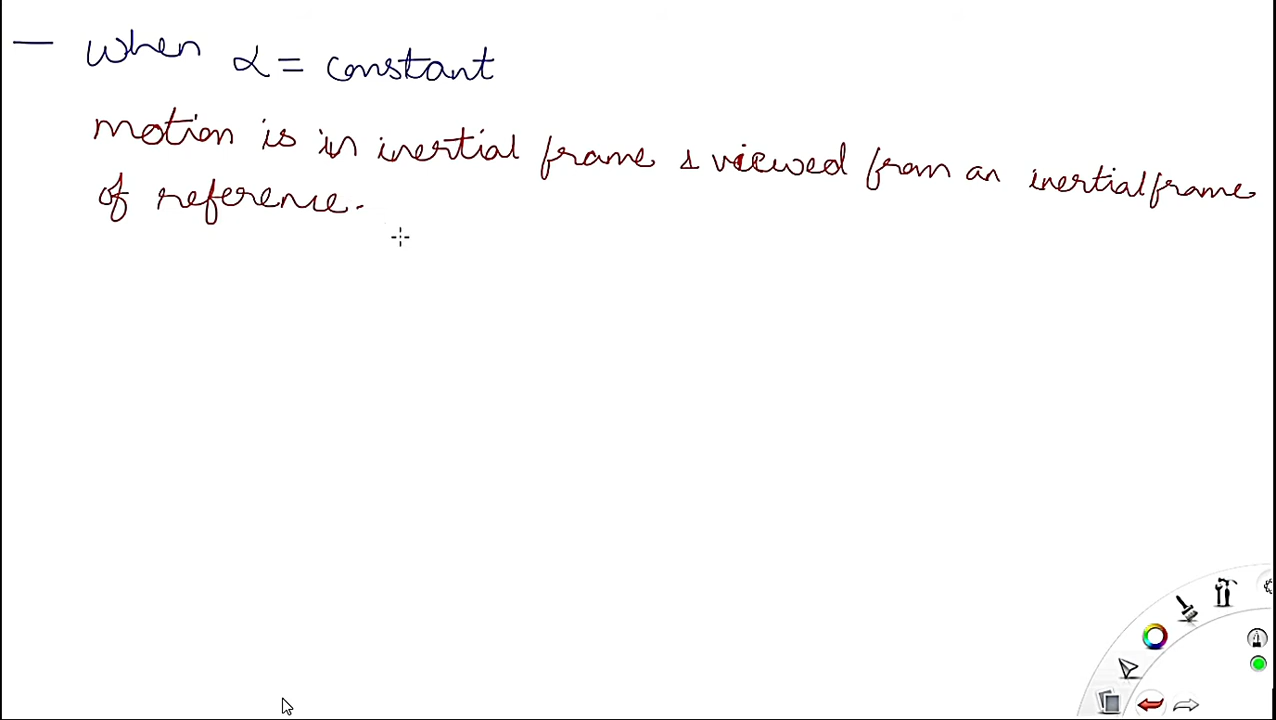 — When α = constant
motion is in inertial frame & viewed from an inertial frame
of reference.